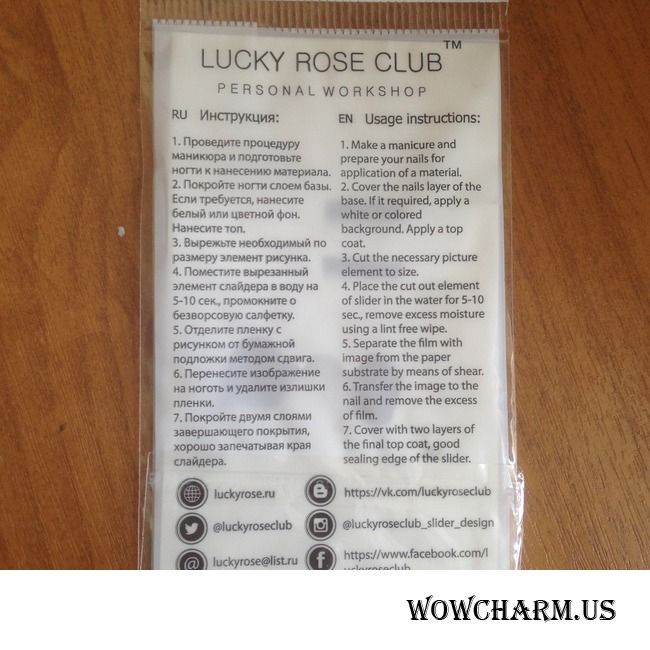 LUCKY ROSE CLUB™
PERSONAL WORKSHOP
RU Инструкция:
1. Проведите процедуру
маникюра и подготовьте
ногти к нанесению материала.
2. Покройте ногти слоем базы.
Если требуется, нанесите
белый или цветной фон.
Нанесите топ.
3. Вырежьте необходимый по
размеру элемент рисунка.
4. Поместите вырезанный
элемент слайдера в воду на
5-10 сек., промокните о
безворсовую салфетку.
5. Отделите пленку с
рисунком от бумажной
подложки методом сдвига.
6. Перенесите изображение
на ноготь и удалите излишки
пленки.
7. Покройте двумя слоями
завершающего покрытия,
хорошо запечатывая края
слайдера.
EN Usage instructions:
1. Make a manicure and
prepare your nails for
application of a material.
2. Cover the nails layer of the
base. If it required, apply a
white or colored
background. Apply a top
coat.
3. Cut the necessary picture
element to size.
4. Place the cut out element
of slider in the water for 5-10
sec., remove excess moisture
using a lint free wipe.
5. Separate the film with
image from the paper
substrate by means of shear.
6. Transfer the image to the
nail and remove the excess
of film.
7. Cover with two layers of
the final top coat, good
sealing edge of the slider.
luckyrose.ru
@luckyroseclub
luckyrose@list.ru
https://vk.com/luckyroseclub
@luckyroseclub_slider_design
https://www.facebook.com/l
uckyroseclub
WOWCHARM.US